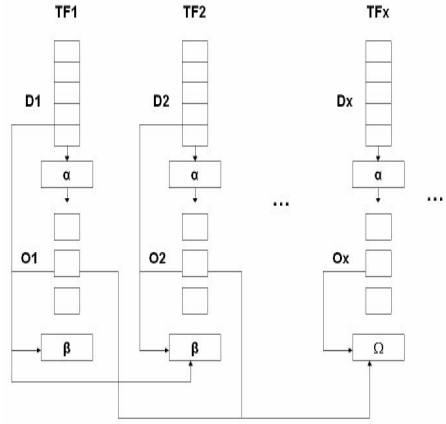 TF1 TF2 TFx
D1 D2 Dx
α α α
... ...
O1 O2 Ox
β β Ω